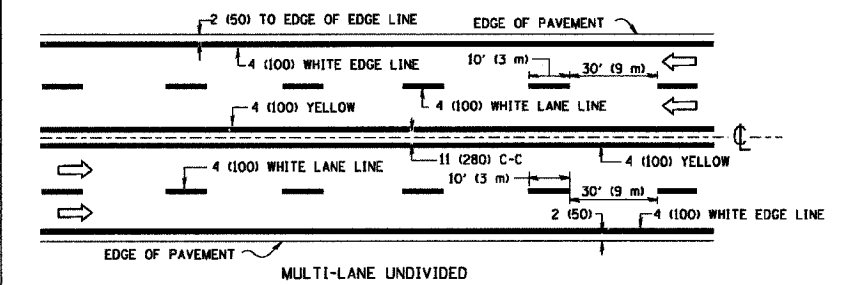 2 (50) TO EDGE OF EDGE LINE
EDGE OF PAVEMENT
4 (100) WHITE EDGE LINE
10' (3 m)
30' (9 m)
4 (100) YELLOW
4 (100) WHITE LANE LINE
℄
4 (100) WHITE LANE LINE
11 (280) C-C
4 (100) YELLOW
10' (3 m)
30' (9 m)
2 (50)
4 (100) WHITE EDGE LINE
EDGE OF PAVEMENT
MULTI-LANE UNDIVIDED